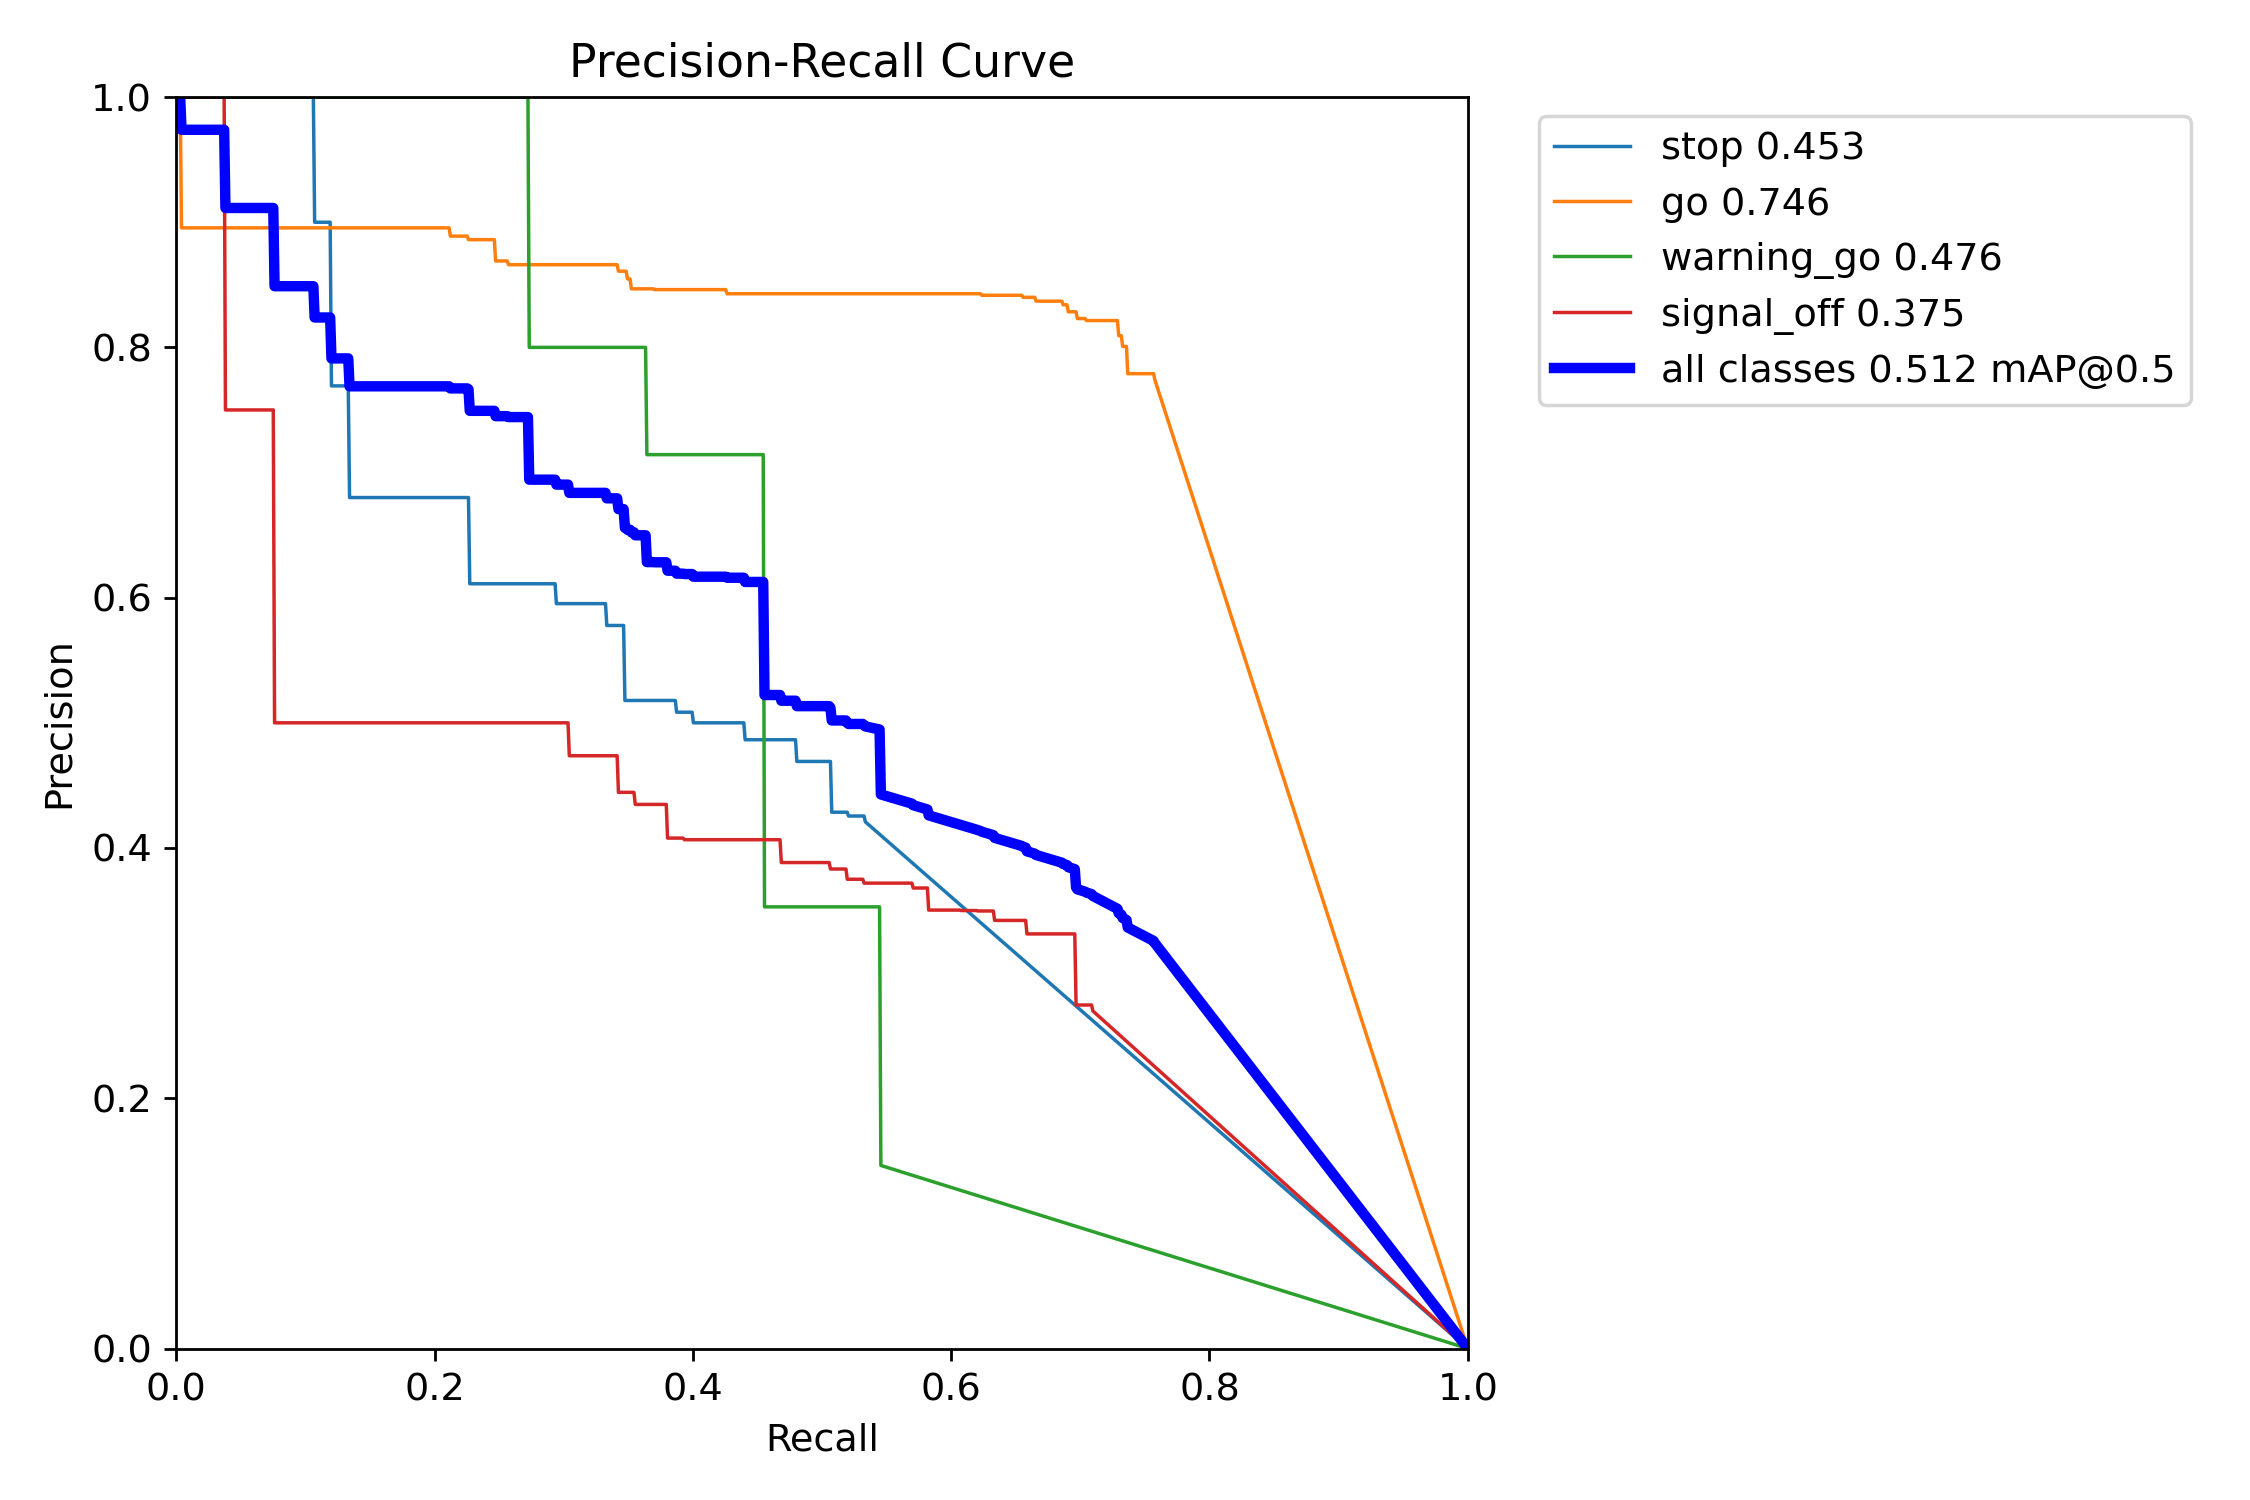 Precision-Recall Curve
1.0
0.8
0.6
0.4
0.2
0.0
Precision
0.0 0.2 0.4 0.6 0.8 1.0
Recall
stop 0.453
go 0.746
warning_go 0.476
signal_off 0.375
all classes 0.512 mAP@0.5